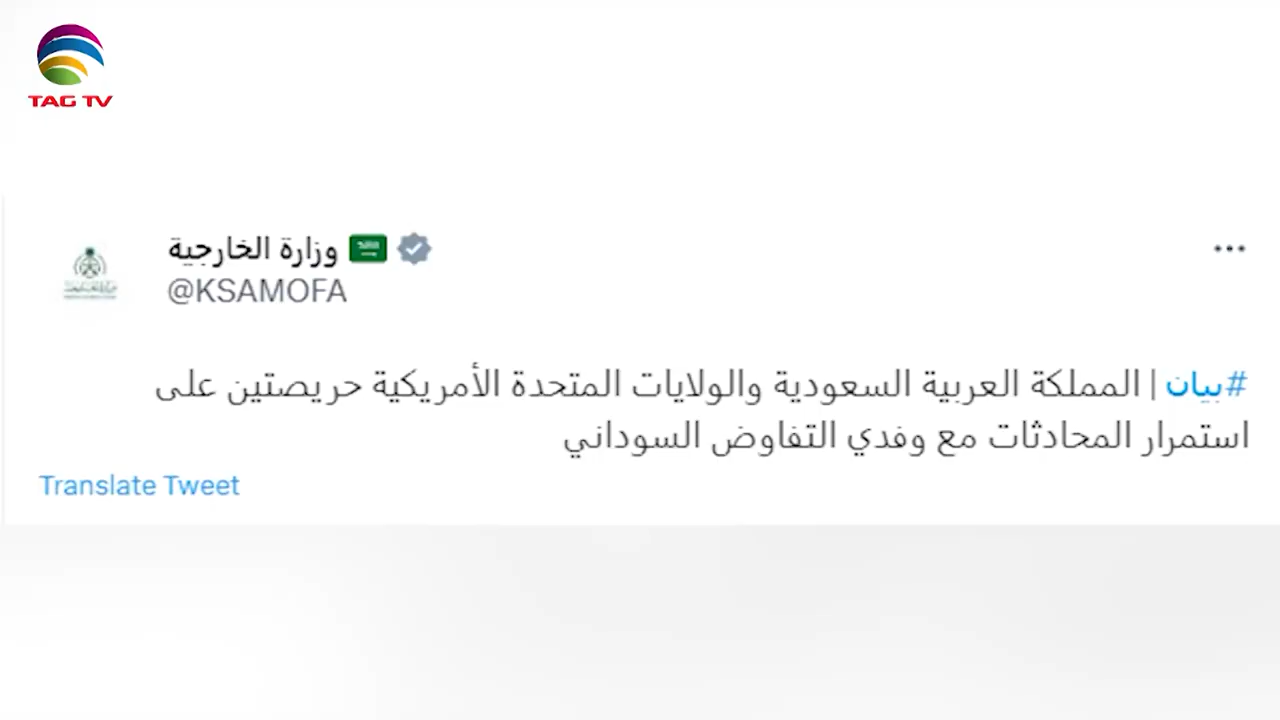 TAG TV
وزارة الخارجية
@KSAMOFA
#بيان | المملكة العربية السعودية والولايات المتحدة الأمريكية حريصتين على
استمرار المحادثات مع وفدي التفاوض السوداني
Translate Tweet